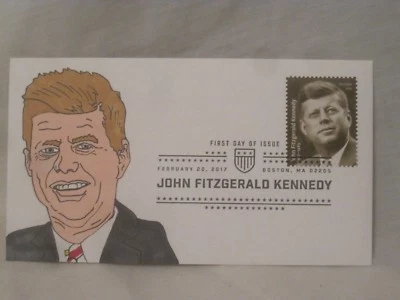 FIRST DAY OF ISSUE
FEBRUARY 20, 2017 BOSTON, MA 02205
JOHN FITZGERALD KENNEDY